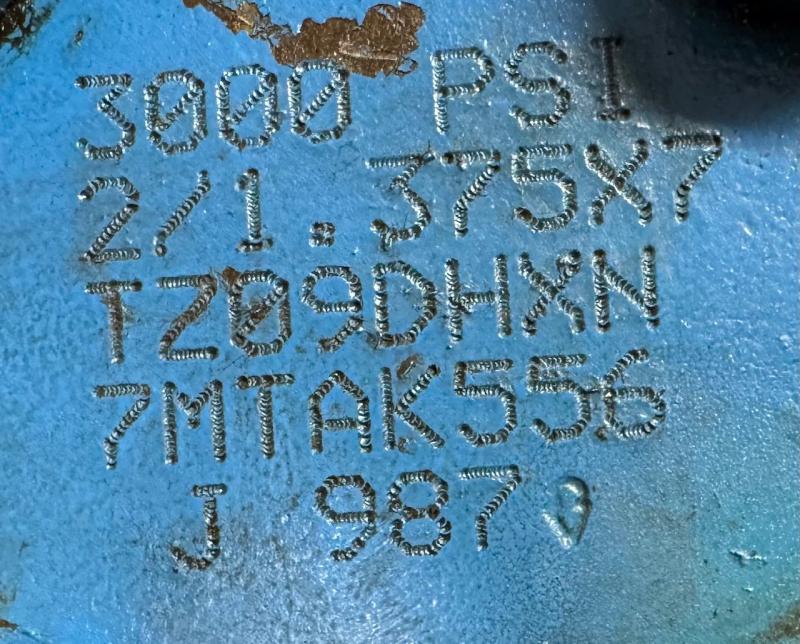 3000 PSI
2/1.375X7
TZ09DHXN
7MTAK556
J 987